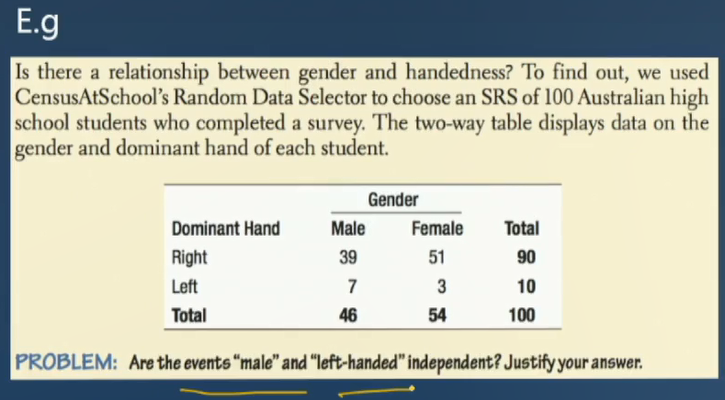 E.g
Is there a relationship between gender and handedness? To find out, we used
CensusAtSchool's Random Data Selector to choose an SRS of 100 Australian high
school students who completed a survey. The two-way table displays data on the
gender and dominant hand of each student.
Gender
Dominant Hand Male Female Total
Right 39 51 90
Left 7 3 10
Total 46 54 100
PROBLEM: Are the events "male" and "left-handed" independent? Justify your answer.